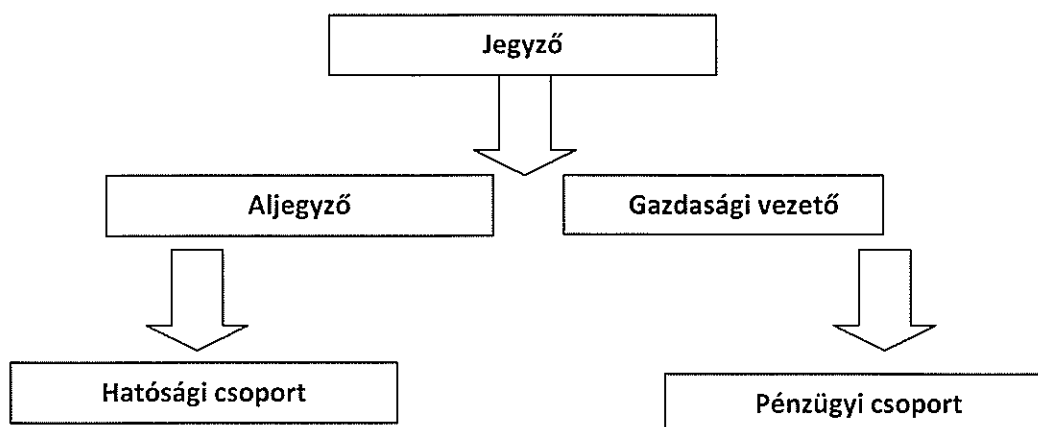 Jegyző
Aljegyző
Gazdasági vezető
Hatósági csoport
Pénzügyi csoport